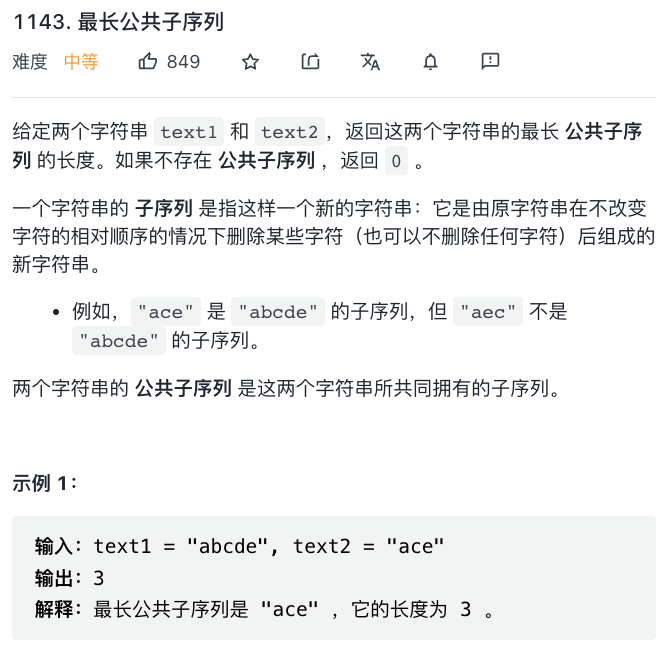 1143. 最长公共子序列
难度 中等 849
给定两个字符串 text1 和 text2，返回这两个字符串的最长 公共子序
列 的长度。如果不存在 公共子序列 ，返回 0 。
一个字符串的 子序列 是指这样一个新的字符串：它是由原字符串在不改变
字符的相对顺序的情况下删除某些字符（也可以不删除任何字符）后组成的
新字符串。
• 例如，"ace" 是 "abcde" 的子序列，但 "aec" 不是
"abcde" 的子序列。
两个字符串的 公共子序列 是这两个字符串所共同拥有的子序列。
示例 1：
输入：text1 = "abcde", text2 = "ace"
输出：3
解释：最长公共子序列是 "ace" ，它的长度为 3 。